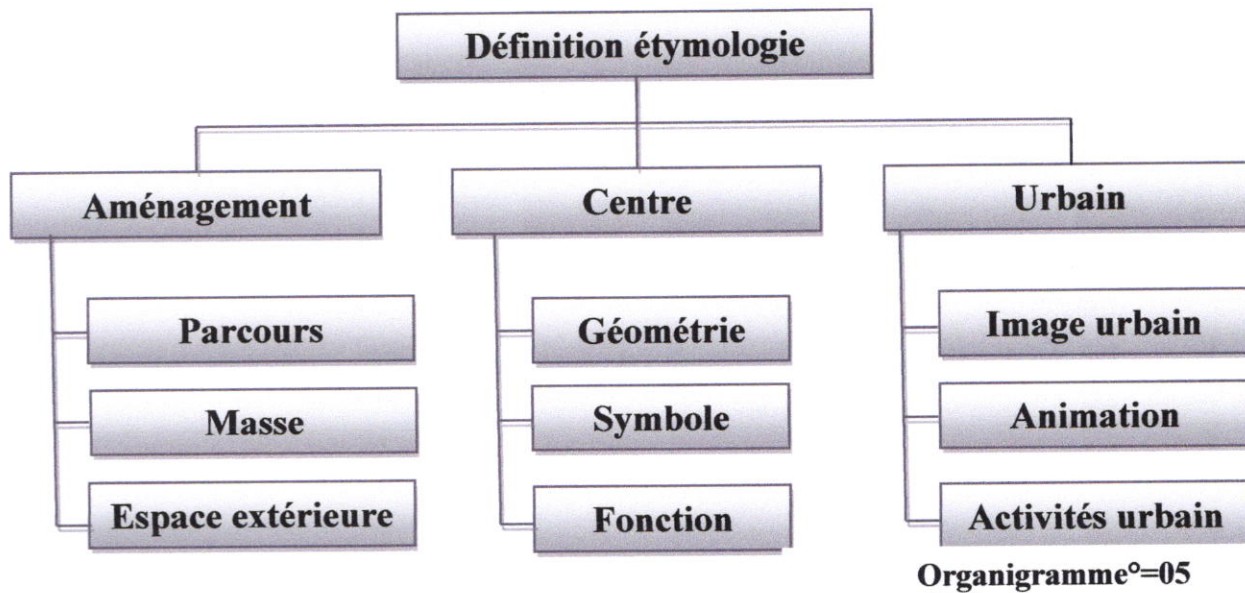 Définition étymologie
Aménagement
Centre
Urbain
Parcours
Géométrie
Image urbain
Masse
Symbole
Animation
Espace extérieure
Fonction
Activités urbain
Organigramme°=05